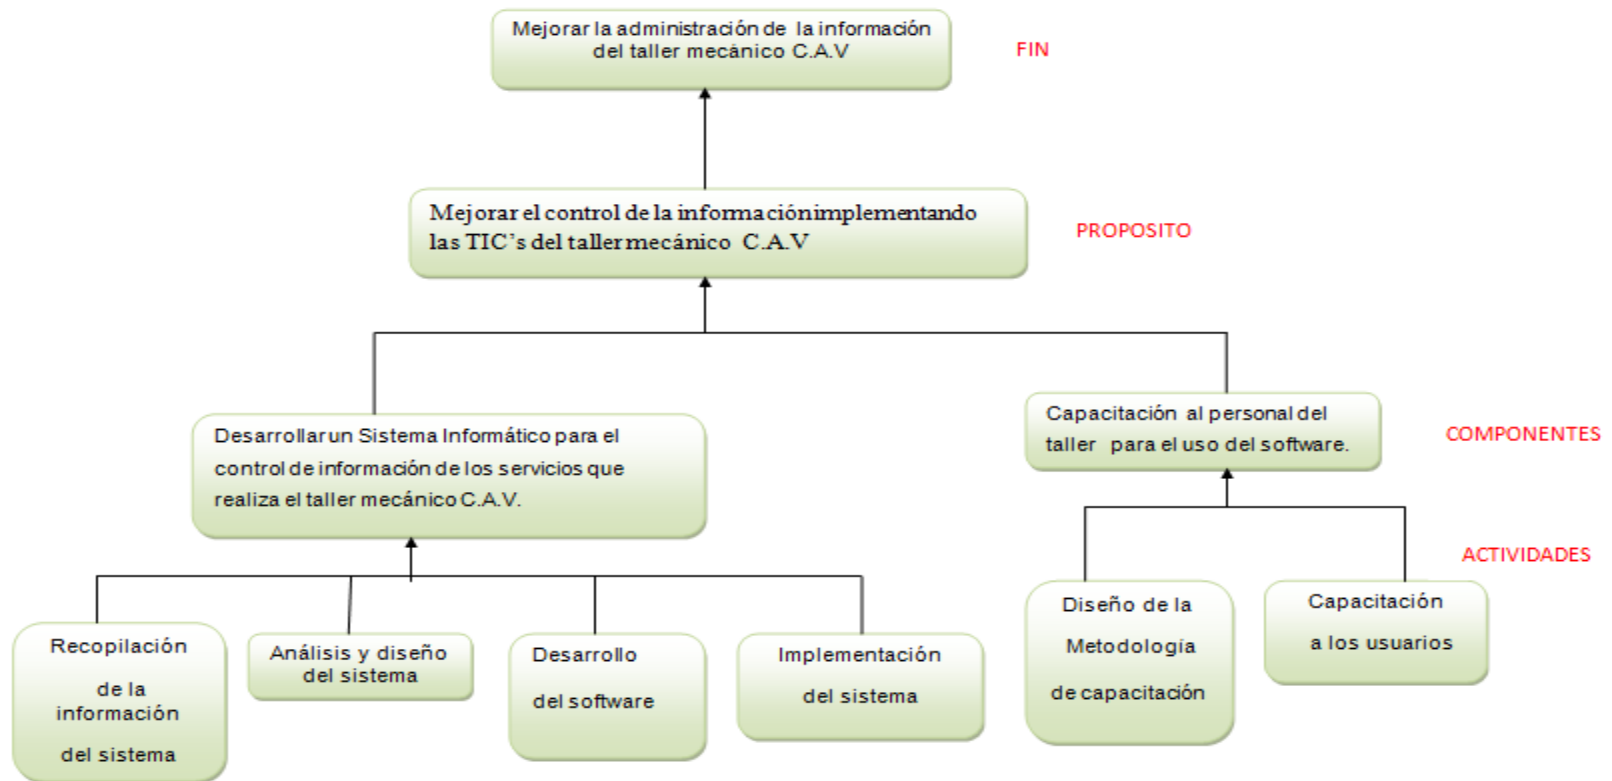 Mejorar la administración de la información
del taller mecánico C.A.V
FIN
Mejorar el control de la información implementando
las TIC's del taller mecánico C.A.V
PROPOSITO
Desarrollar un Sistema Informático para el
control de información de los servicios que
realiza el taller mecánico C.A.V.
Capacitación al personal del
taller para el uso del software.
COMPONENTES
ACTIVIDADES
Recopilación
de la
información
del sistema
Análisis y diseño
del sistema
Desarrollo
del software
Implementación
del sistema
Diseño de la
Metodología
de capacitación
Capacitación
a los usuarios